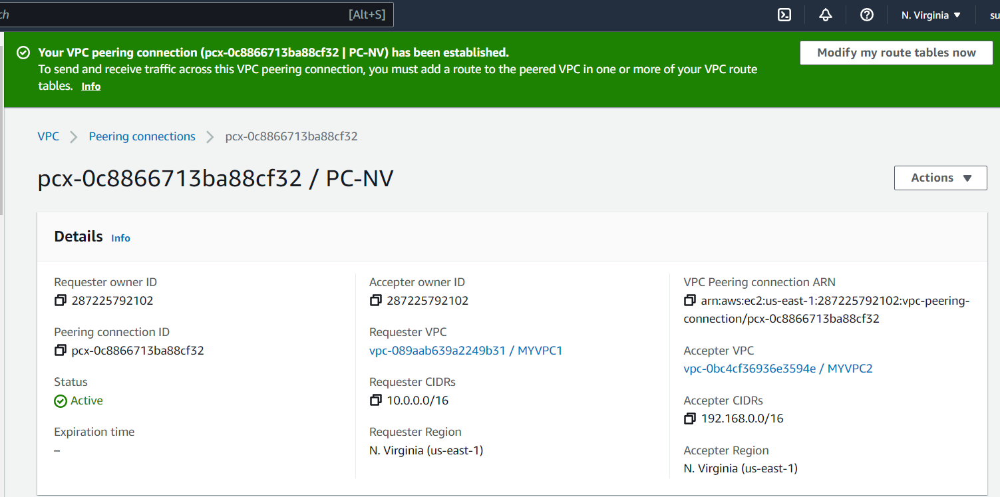 ch [Alt+S] N. Virginia ▼ su
Your VPC peering connection (pcx-0c8866713ba88cf32 | PC-NV) has been established.
To send and receive traffic across this VPC peering connection, you must add a route to the peered VPC in one or more of your VPC route
tables. Info
Modify my route tables now
VPC > Peering connections > pcx-0c8866713ba88cf32
pcx-0c8866713ba88cf32 / PC-NV
Actions ▼
Details Info
Requester owner ID
287225792102
Peering connection ID
pcx-0c8866713ba88cf32
Status
Active
Expiration time
–
Accepter owner ID
287225792102
Requester VPC
vpc-089aab639a2249b31 / MYVPC1
Requester CIDRs
10.0.0.0/16
Requester Region
N. Virginia (us-east-1)
VPC Peering connection ARN
arn:aws:ec2:us-east-1:287225792102:vpc-peering-
connection/pcx-0c8866713ba88cf32
Accepter VPC
vpc-0bc4cf36936e3594e / MYVPC2
Accepter CIDRs
192.168.0.0/16
Accepter Region
N. Virginia (us-east-1)